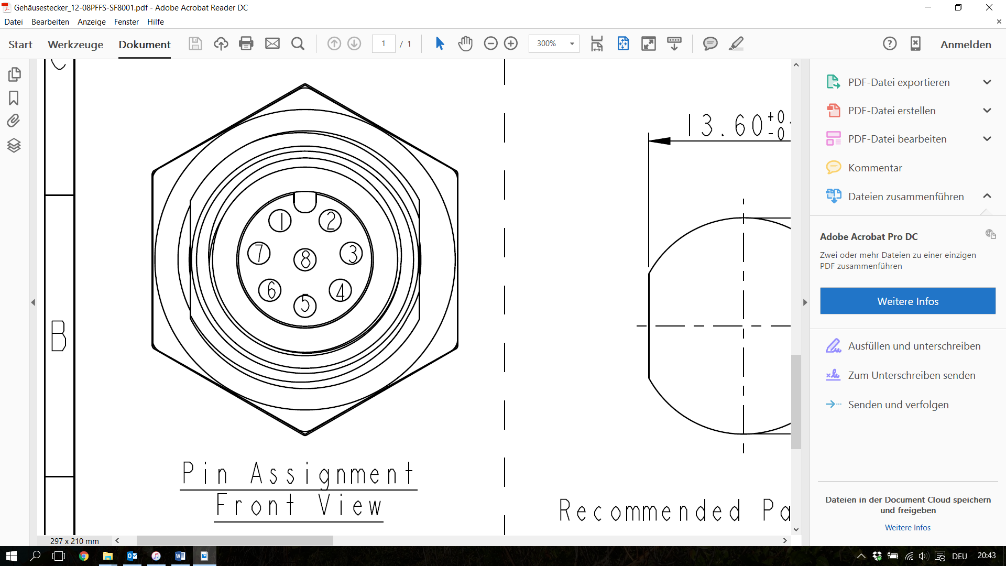 Gehäusestecker_12-08PFFS-SF8001.pdf - Adobe Acrobat Reader DC
Datei Bearbeiten Anzeige Fenster Hilfe
Start Werkzeuge Dokument 1 / 1 300% Anmelden
PDF-Datei exportieren
PDF-Datei erstellen
PDF-Datei bearbeiten
Kommentar
Dateien zusammenführen
Adobe Acrobat Pro DC
Zwei oder mehr Dateien zu einer einzigen
PDF zusammenführen
Weitere Infos
Ausfüllen und unterschreiben
Zum Unterschreiben senden
Senden und verfolgen
Dateien in der Document Cloud speichern
und freigeben
Weitere Infos
C
B
13.60 +0 -0
1 2
7 8 3
6 5 4
Pin Assignment
Front View
Recommended Pa
297 x 210 mm
DEU 20:43